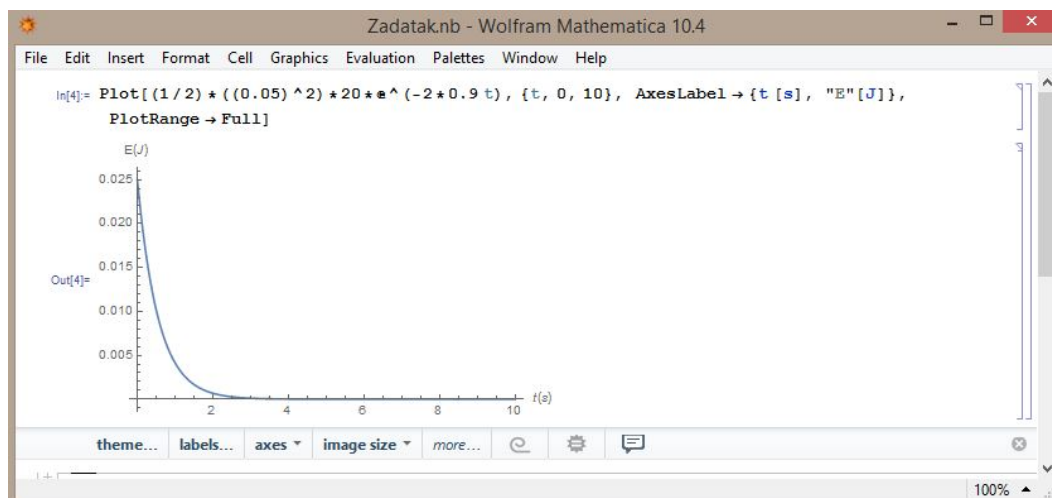 Zadatak.nb - Wolfram Mathematica 10.4
File Edit Insert Format Cell Graphics Evaluation Palettes Window Help
In[4]:= Plot[(1/2)*((0.05)^2)*20*e^(-2*0.9 t), {t, 0, 10}, AxesLabel → {t [s], "E"[J]},
PlotRange → Full]
E(J)
0.025
0.020
0.015
Out[4]=
0.010
0.005
2 4 6 8 10 t(s)
theme... labels... axes image size more...
100%